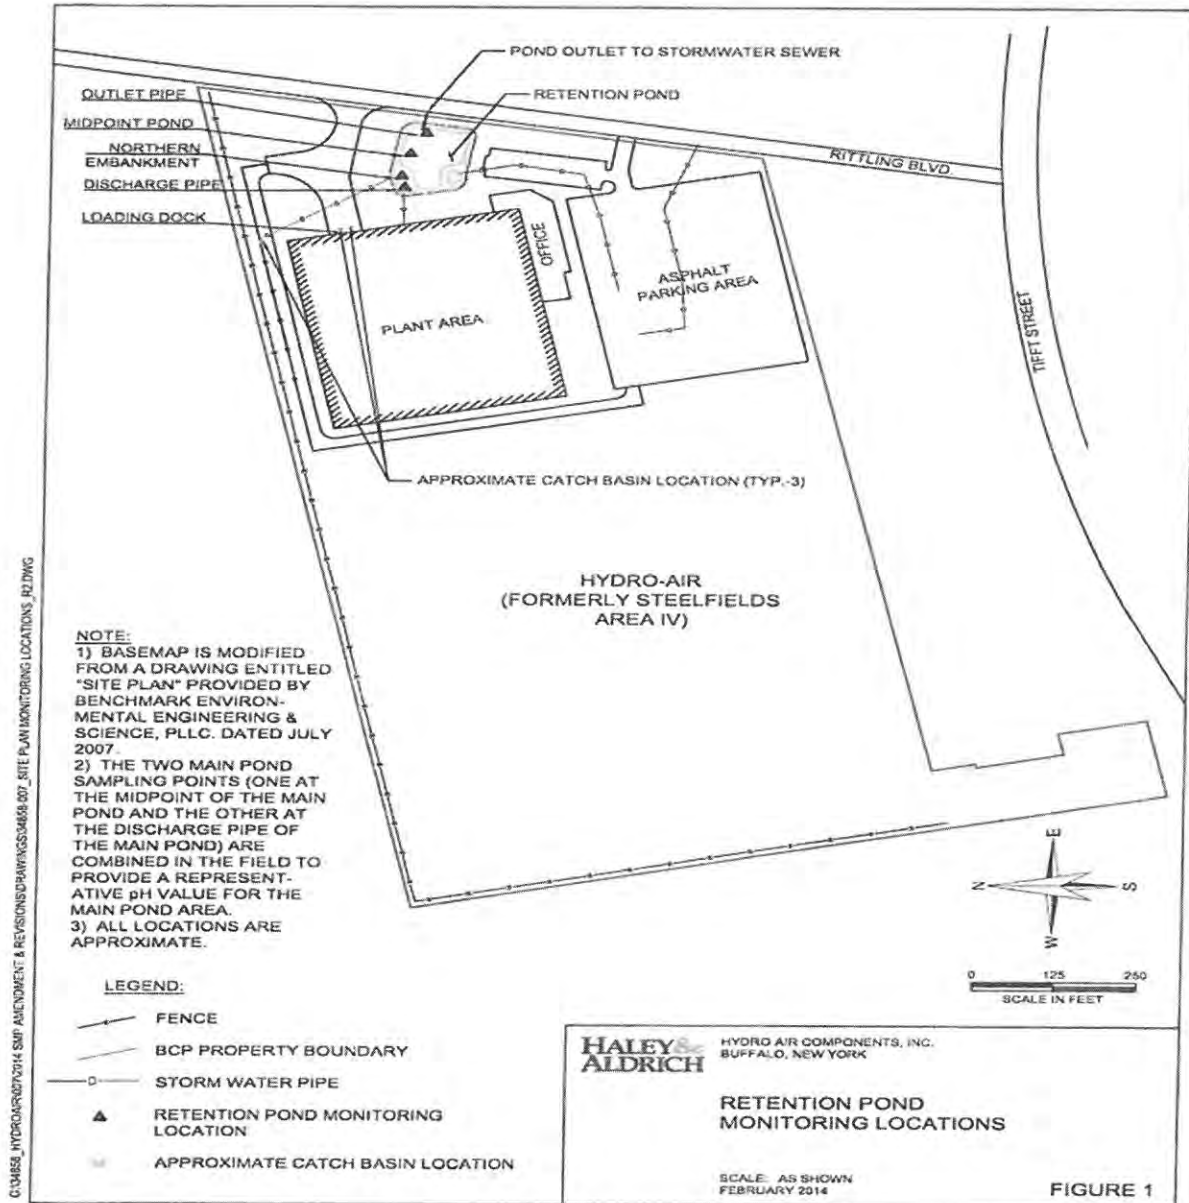 POND OUTLET TO STORMWATER SEWER
OUTLET PIPE
RETENTION POND
MIDPOINT POND
NORTHERN
EMBANKMENT
RITTLING BLVD.
DISCHARGE PIPE
LOADING DOCK
OFFICE
ASPHALT
PARKING AREA
PLANT AREA
TIFFT STREET
APPROXIMATE CATCH BASIN LOCATION (TYP.-3)
HYDRO-AIR
(FORMERLY STEELFIELDS
AREA IV)
NOTE:
1) BASEMAP IS MODIFIED
FROM A DRAWING ENTITLED
"SITE PLAN" PROVIDED BY
BENCHMARK ENVIRON-
MENTAL ENGINEERING &
SCIENCE, PLLC. DATED JULY
2007.
2) THE TWO MAIN POND
SAMPLING POINTS (ONE AT
THE MIDPOINT OF THE MAIN
POND AND THE OTHER AT
THE DISCHARGE PIPE OF
THE MAIN POND) ARE
COMBINED IN THE FIELD TO
PROVIDE A REPRESENT-
ATIVE pH VALUE FOR THE
MAIN POND AREA.
3) ALL LOCATIONS ARE
APPROXIMATE.
E
N
S
W
0 125 250
SCALE IN FEET
LEGEND:
FENCE
BCP PROPERTY BOUNDARY
STORM WATER PIPE
RETENTION POND MONITORING
LOCATION
APPROXIMATE CATCH BASIN LOCATION
HALEY &
ALDRICH
HYDRO AIR COMPONENTS, INC.
BUFFALO, NEW YORK
RETENTION POND
MONITORING LOCATIONS
SCALE: AS SHOWN
FEBRUARY 2014
FIGURE 1